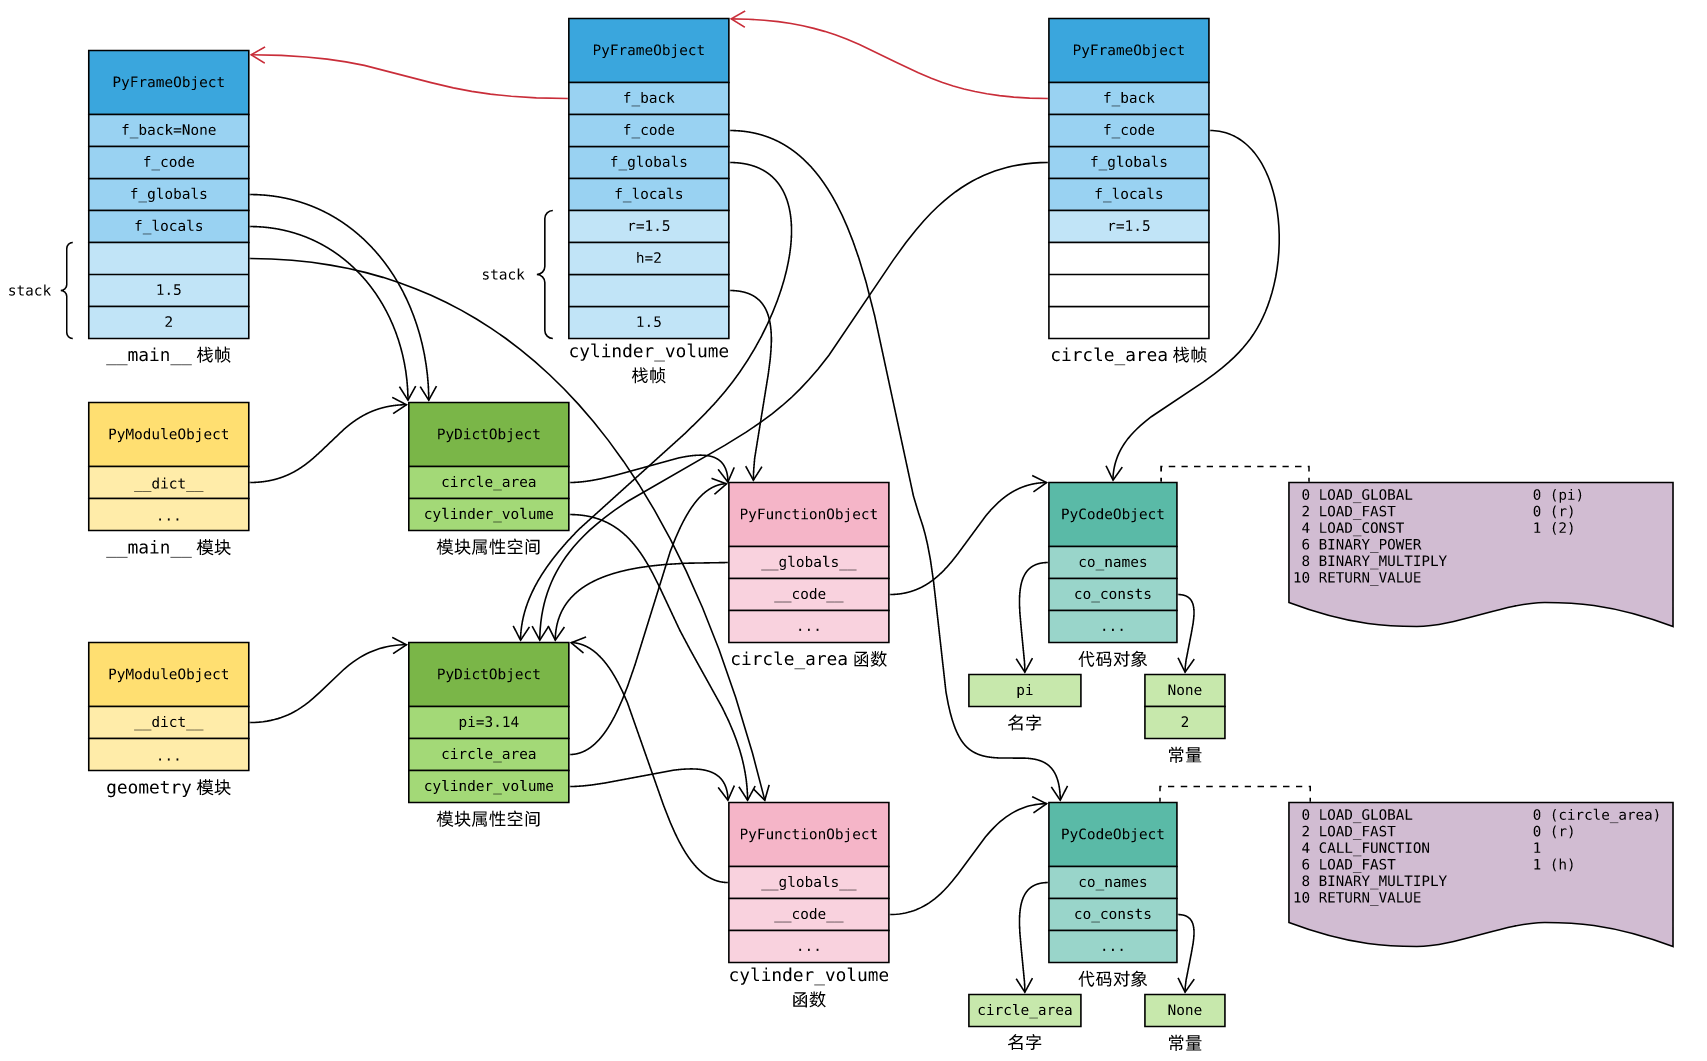 PyFrameObject
f_back=None
f_code
f_globals
f_locals
stack
1.5
2
__main__ 栈帧
PyFrameObject
f_back
f_code
f_globals
f_locals
stack
r=1.5
h=2
1.5
cylinder_volume
栈帧
PyFrameObject
f_back
f_code
f_globals
f_locals
r=1.5
circle_area 栈帧
PyModuleObject
__dict__
...
__main__ 模块
PyDictObject
circle_area
cylinder_volume
模块属性空间
PyFunctionObject
__globals__
__code__
...
circle_area 函数
PyCodeObject
co_names
co_consts
...
代码对象
pi
名字
None
2
常量
0 LOAD_GLOBAL 0 (pi)
2 LOAD_FAST 0 (r)
4 LOAD_CONST 1 (2)
6 BINARY_POWER
8 BINARY_MULTIPLY
10 RETURN_VALUE
PyModuleObject
__dict__
...
geometry 模块
PyDictObject
pi=3.14
circle_area
cylinder_volume
模块属性空间
PyFunctionObject
__globals__
__code__
...
cylinder_volume
函数
PyCodeObject
co_names
co_consts
...
代码对象
circle_area
名字
None
常量
0 LOAD_GLOBAL 0 (circle_area)
2 LOAD_FAST 0 (r)
4 CALL_FUNCTION 1
6 LOAD_FAST 1 (h)
8 BINARY_MULTIPLY
10 RETURN_VALUE